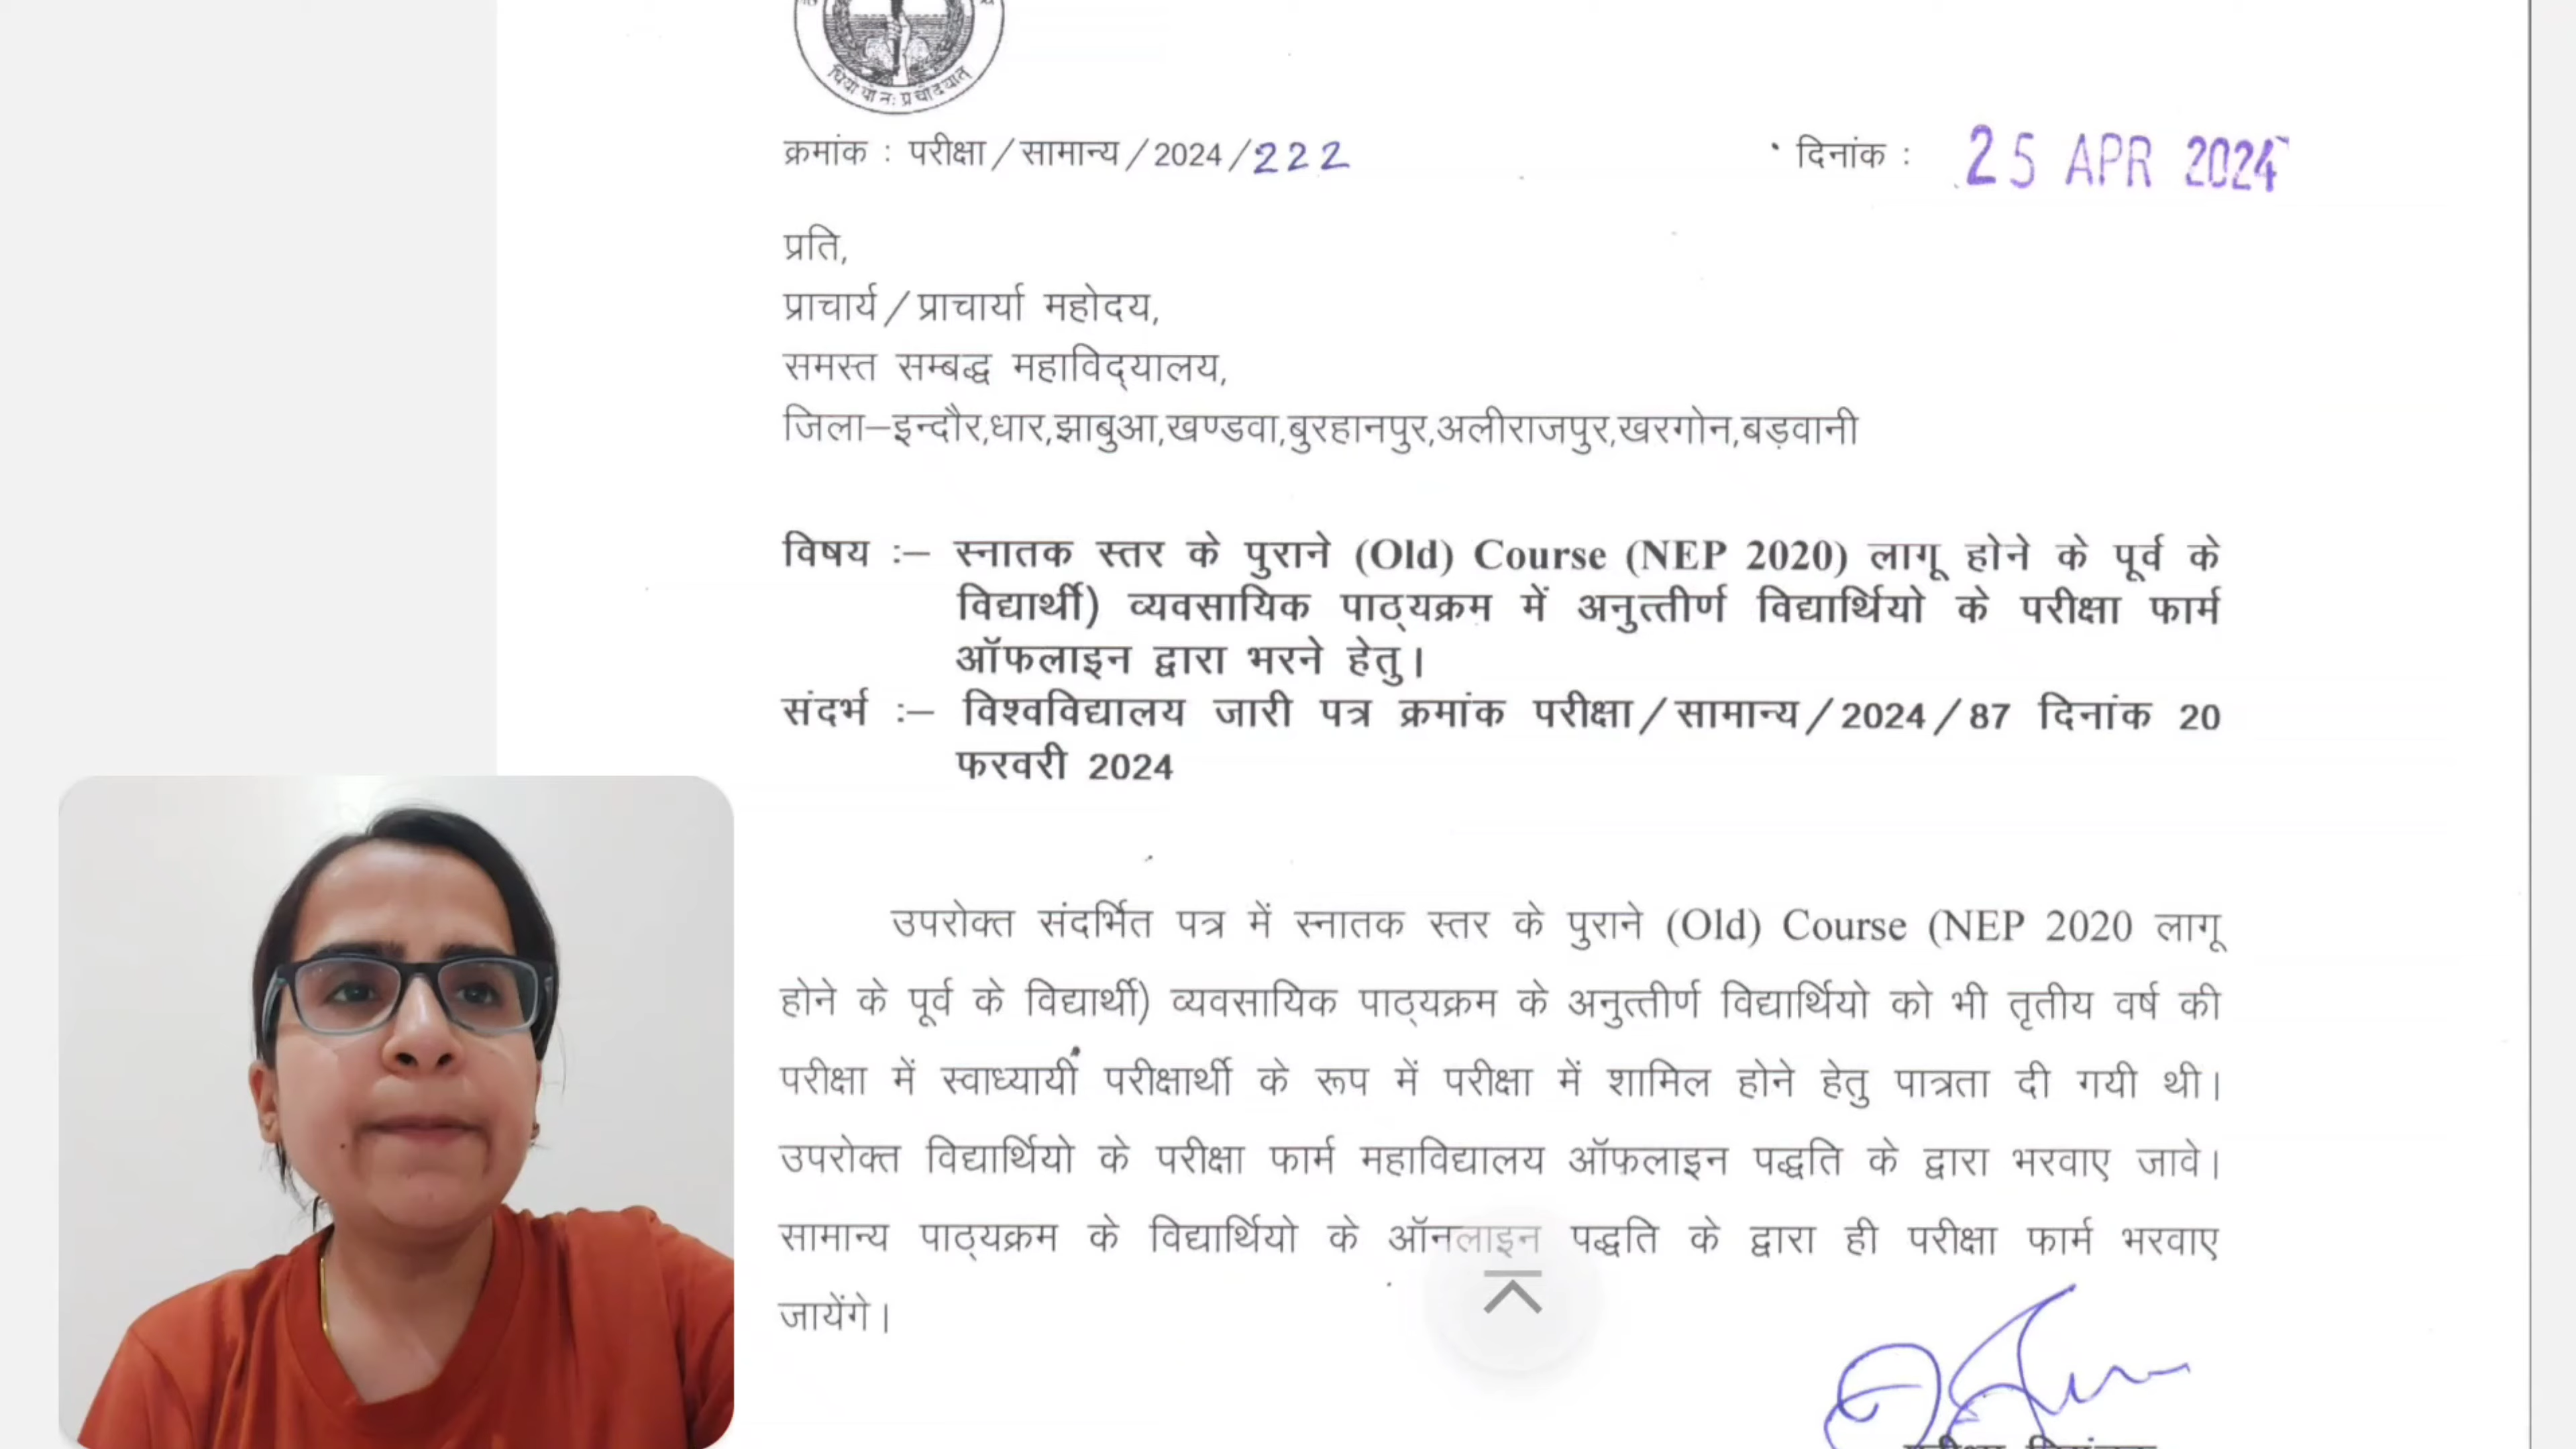 धियो यो नः प्रचोदयात्
क्रमांक : परीक्षा/सामान्य/2024/222
दिनांक : 25 APR 2024
प्रति,
प्राचार्य/प्राचार्या महोदय,
समस्त सम्बद्ध महाविद्यालय,
जिला–इन्दौर,धार,झाबुआ,खण्डवा,बुरहानपुर,अलीराजपुर,खरगोन,बड़वानी
विषय :– स्नातक स्तर के पुराने (Old) Course (NEP 2020) लागू होने के पूर्व के
विद्यार्थी) व्यवसायिक पाठ्यक्रम में अनुत्तीर्ण विद्यार्थियो के परीक्षा फार्म
ऑफलाइन द्वारा भरने हेतु।
संदर्भ :– विश्वविद्यालय जारी पत्र क्रमांक परीक्षा/सामान्य/2024/87 दिनांक 20
फरवरी 2024
उपरोक्त संदर्भित पत्र में स्नातक स्तर के पुराने (Old) Course (NEP 2020 लागू
होने के पूर्व के विद्यार्थी) व्यवसायिक पाठ्यक्रम के अनुत्तीर्ण विद्यार्थियो को भी तृतीय वर्ष की
परीक्षा में स्वाध्यायी परीक्षार्थी के रूप में परीक्षा में शामिल होने हेतु पात्रता दी गयी थी।
उपरोक्त विद्यार्थियो के परीक्षा फार्म महाविद्यालय ऑफलाइन पद्धति के द्वारा भरवाए जावे।
सामान्य पाठ्यक्रम के विद्यार्थियो के ऑनलाइन पद्धति के द्वारा ही परीक्षा फार्म भरवाए
जायेंगे।